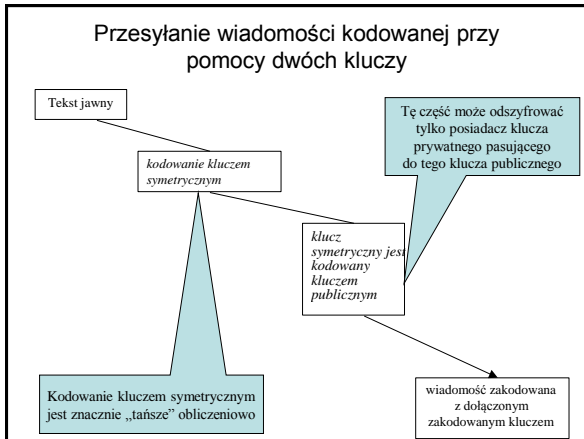 Przesyłanie wiadomości kodowanej przy
pomocy dwóch kluczy
Tekst jawny
Tę część może odszyfrować
tylko posiadacz klucza
prywatnego pasującego
do tego klucza publicznego
kodowanie kluczem
symetrycznym
klucz
symetryczny jest
kodowany
kluczem
publicznym
Kodowanie kluczem symetrycznym
jest znacznie „tańsze” obliczeniowo
wiadomość zakodowana
z dołączonym
zakodowanym kluczem